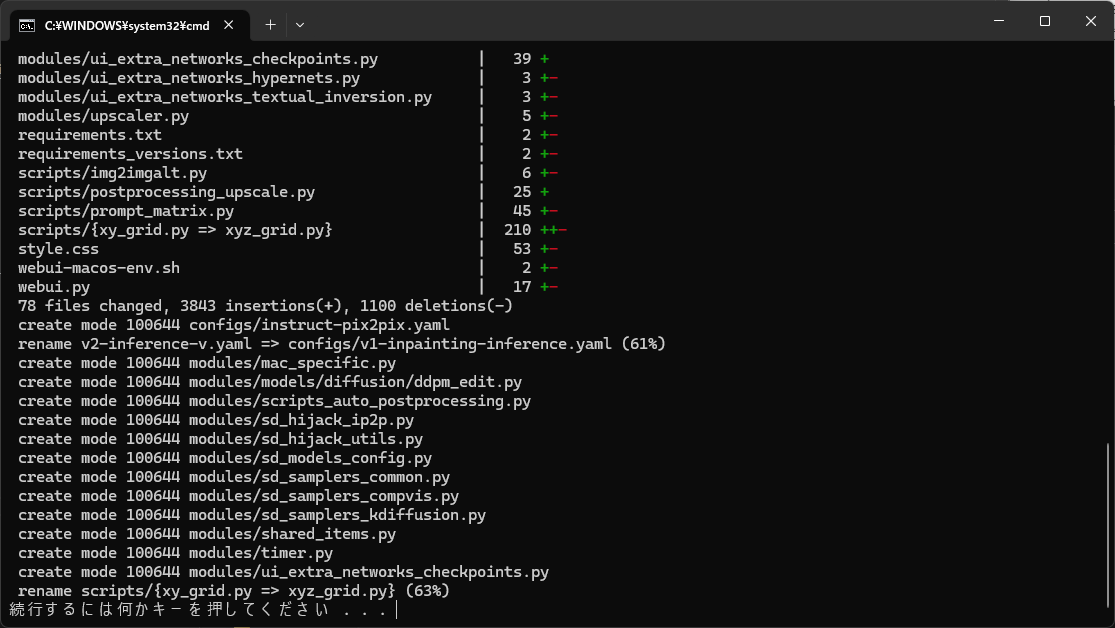 C:¥WINDOWS¥system32¥cmd
modules/ui_extra_networks_checkpoints.py | 39 +
modules/ui_extra_networks_hypernets.py | 3 +-
modules/ui_extra_networks_textual_inversion.py | 3 +-
modules/upscaler.py | 5 +-
requirements.txt | 2 +-
requirements_versions.txt | 2 +-
scripts/img2imgalt.py | 6 +-
scripts/postprocessing_upscale.py | 25 +
scripts/prompt_matrix.py | 45 +-
scripts/{xy_grid.py => xyz_grid.py} | 210 ++-
style.css | 53 +-
webui-macos-env.sh | 2 +-
webui.py | 17 +-
78 files changed, 3843 insertions(+), 1100 deletions(-)
create mode 100644 configs/instruct-pix2pix.yaml
rename v2-inference-v.yaml => configs/v1-inpainting-inference.yaml (61%)
create mode 100644 modules/mac_specific.py
create mode 100644 modules/models/diffusion/ddpm_edit.py
create mode 100644 modules/scripts_auto_postprocessing.py
create mode 100644 modules/sd_hijack_ip2p.py
create mode 100644 modules/sd_hijack_utils.py
create mode 100644 modules/sd_models_config.py
create mode 100644 modules/sd_samplers_common.py
create mode 100644 modules/sd_samplers_compvis.py
create mode 100644 modules/sd_samplers_kdiffusion.py
create mode 100644 modules/shared_items.py
create mode 100644 modules/timer.py
create mode 100644 modules/ui_extra_networks_checkpoints.py
rename scripts/{xy_grid.py => xyz_grid.py} (63%)
続行するには何かキーを押してください . . .